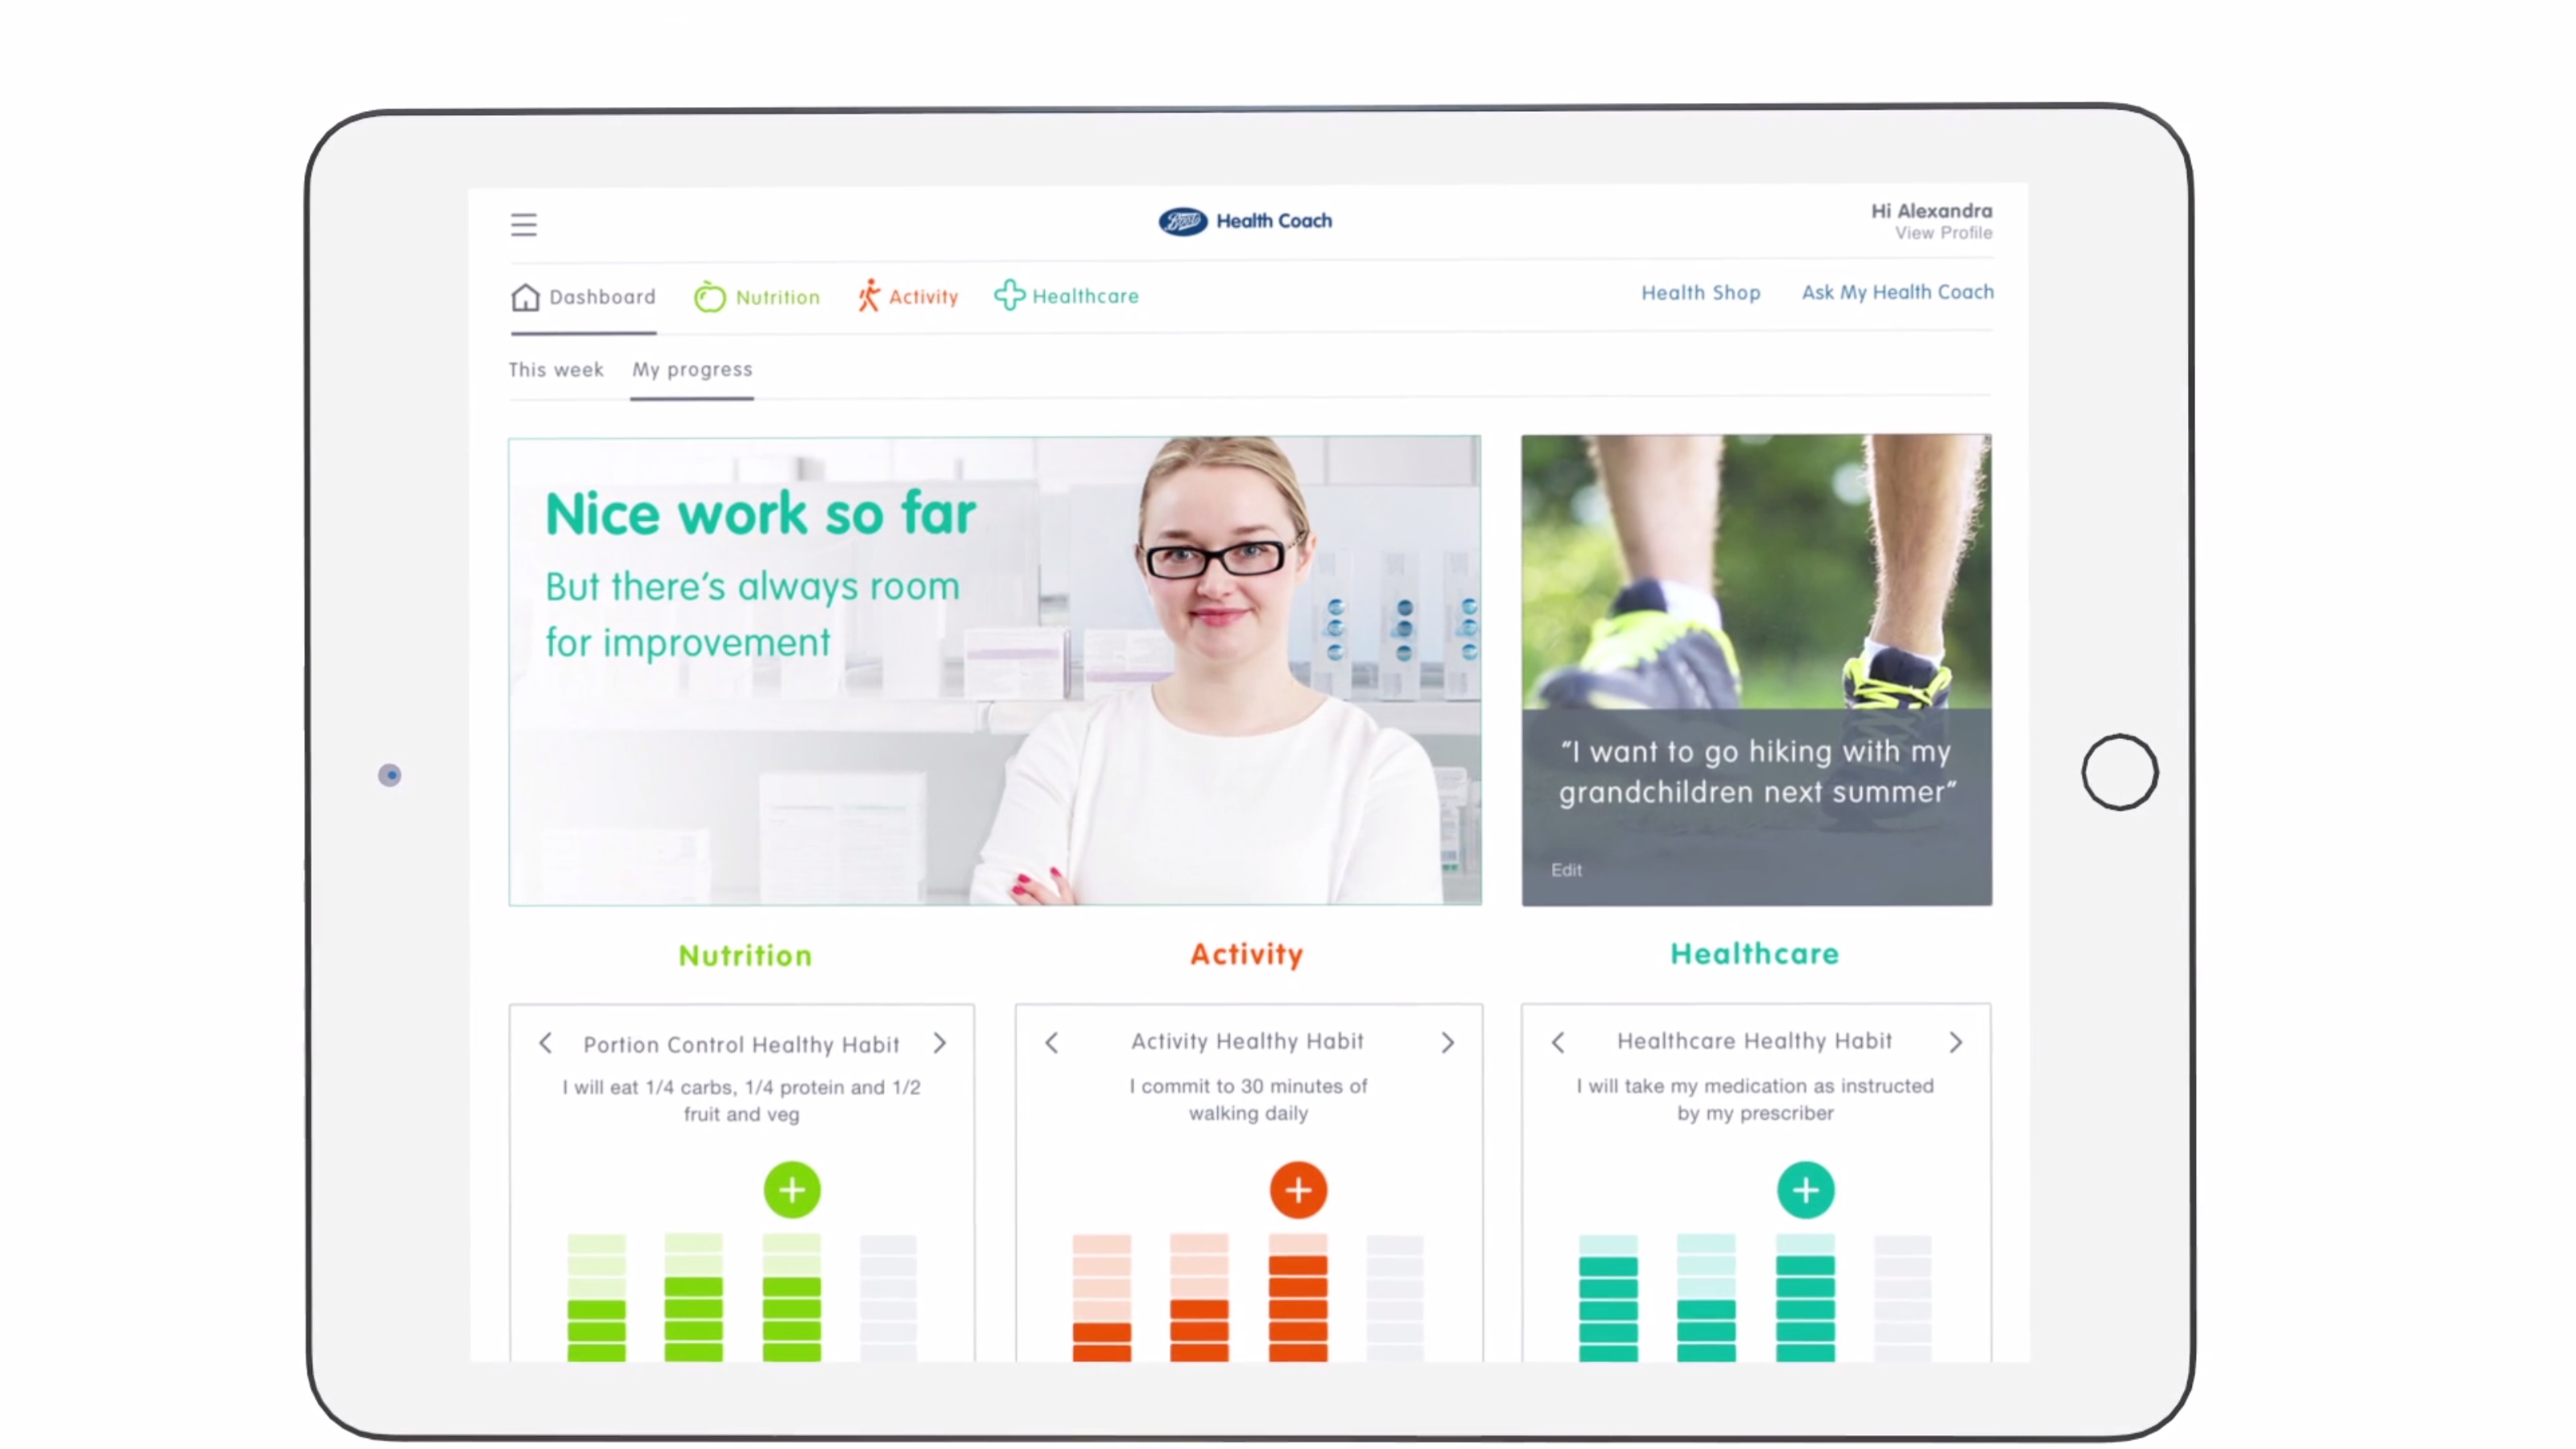 Boots Health Coach
Hi Alexandra
View Profile
Dashboard
Nutrition
Activity
Healthcare
Health Shop
Ask My Health Coach
This week
My progress
Nice work so far
But there's always room
for improvement
"I want to go hiking with my
grandchildren next summer"
Edit
Nutrition
Activity
Healthcare
Portion Control Healthy Habit
I will eat 1/4 carbs, 1/4 protein and 1/2
fruit and veg
Activity Healthy Habit
I commit to 30 minutes of
walking daily
Healthcare Healthy Habit
I will take my medication as instructed
by my prescriber